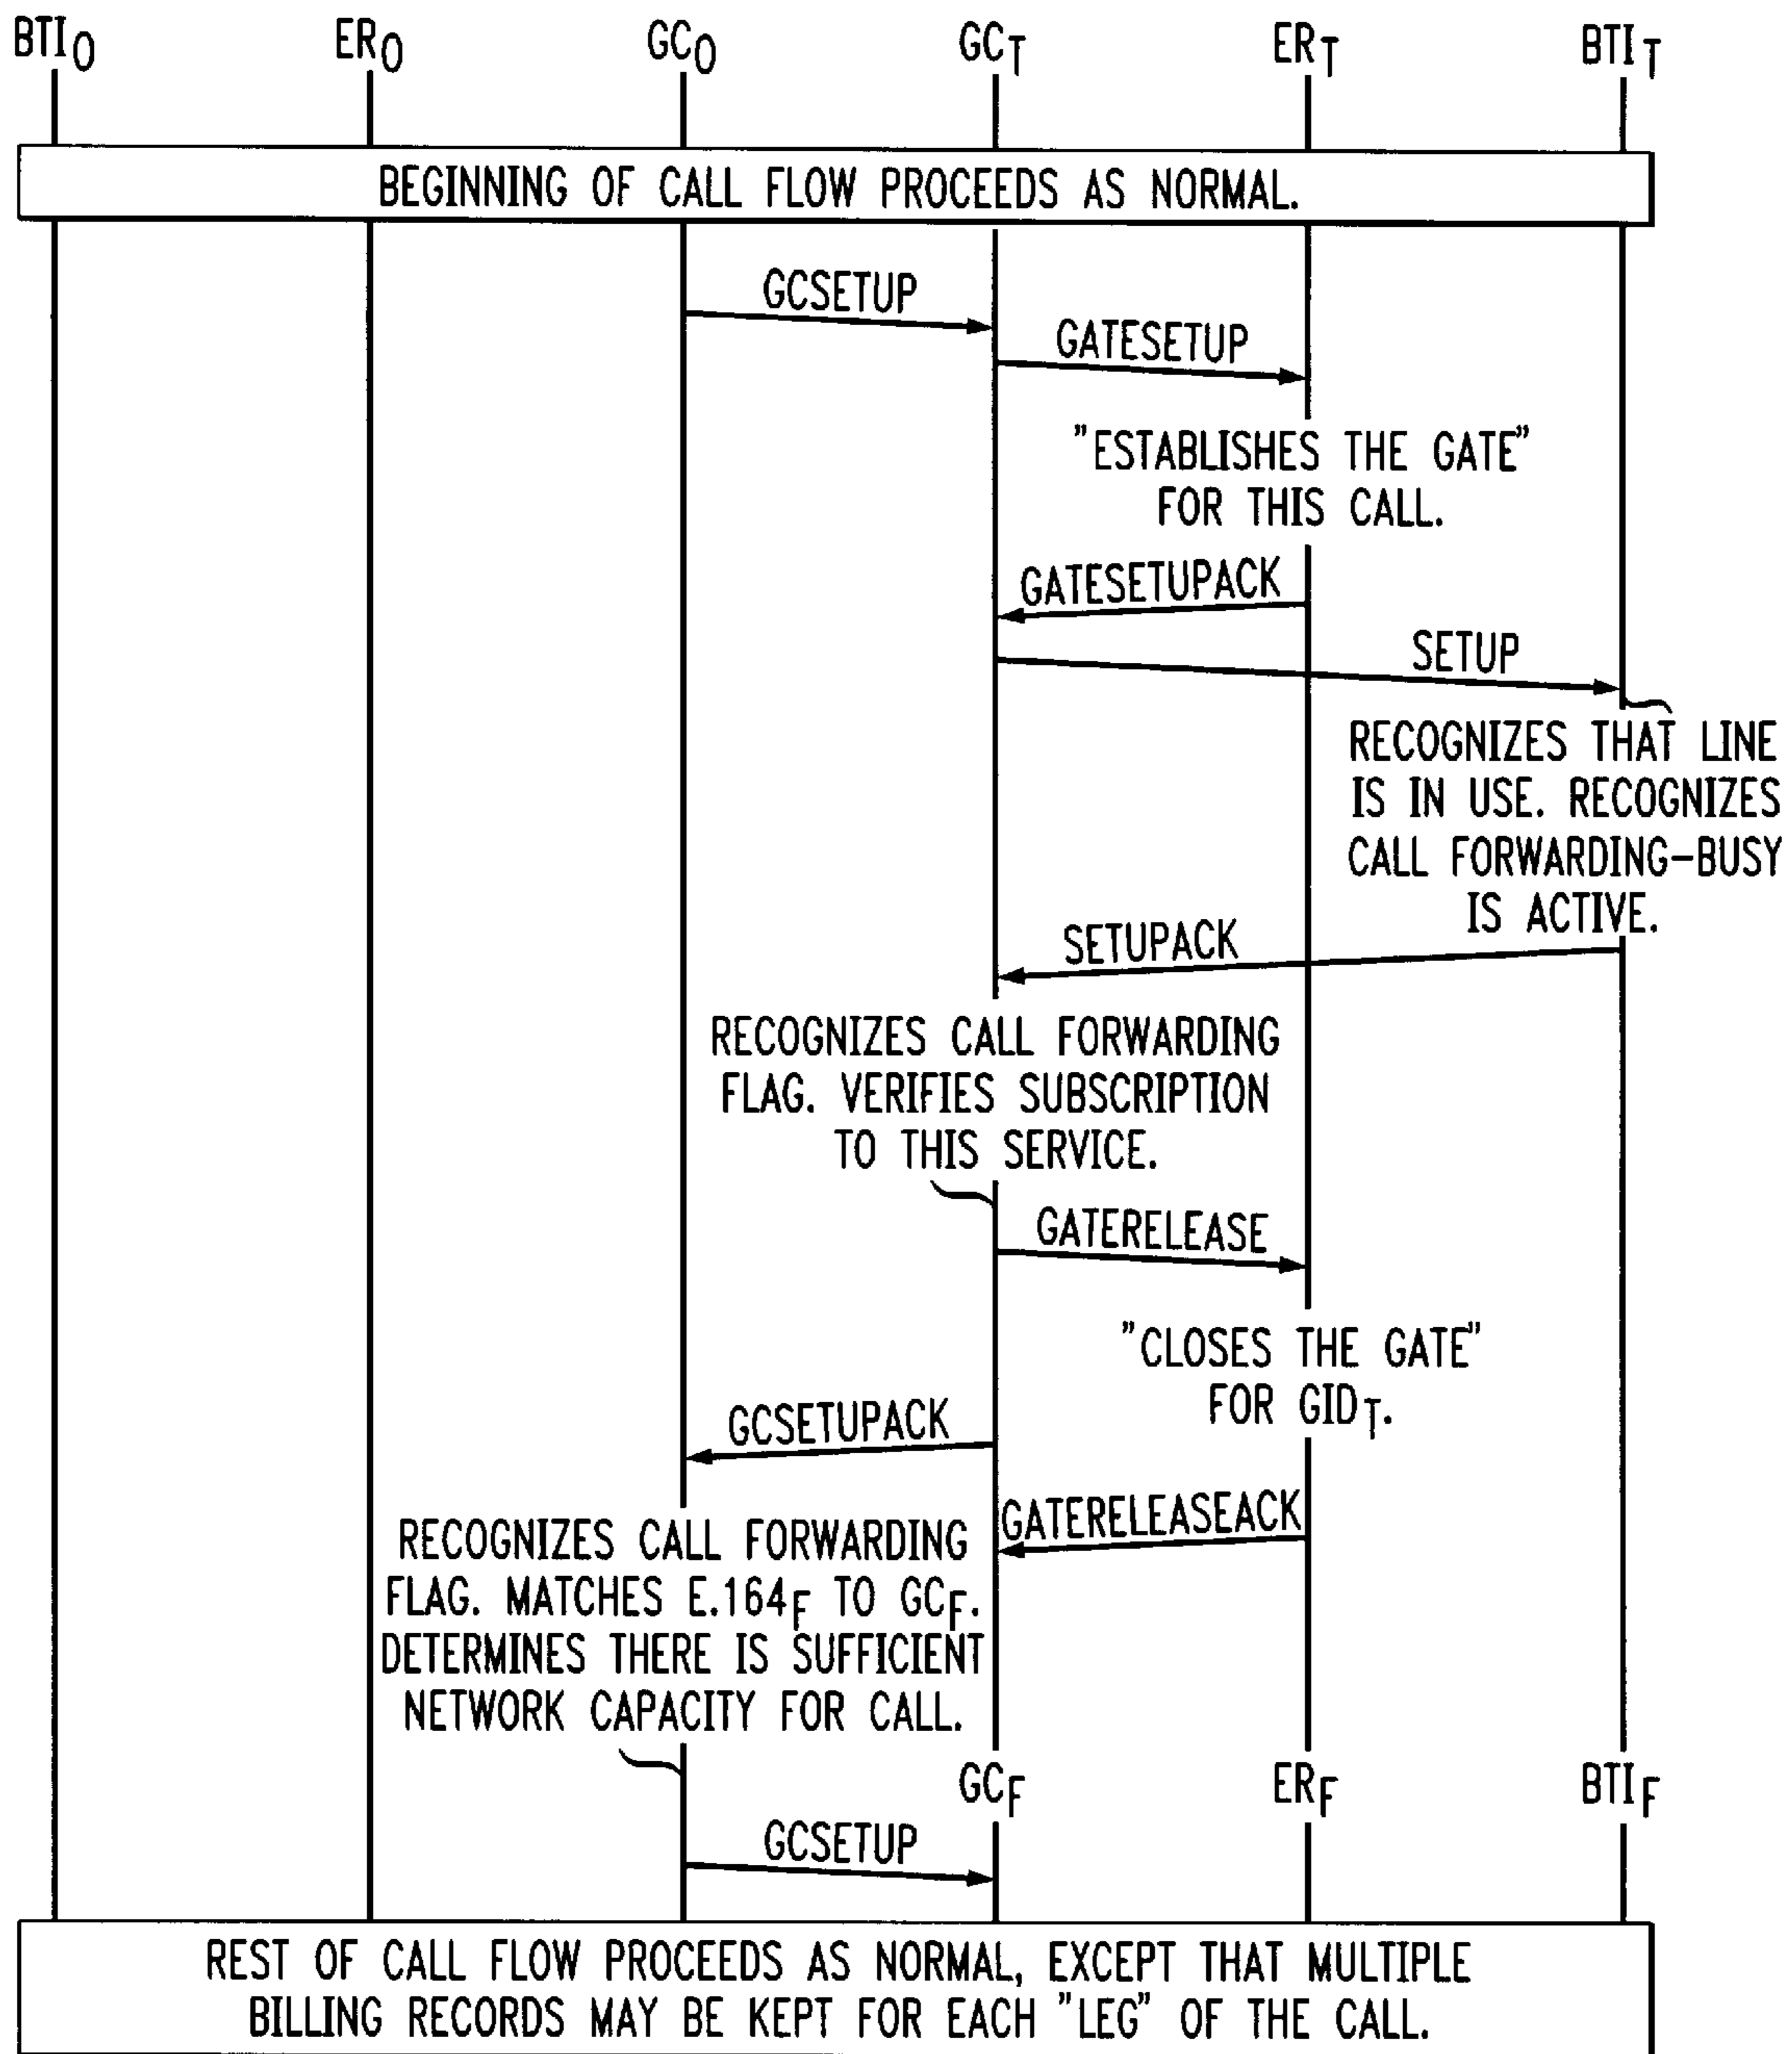 BTIO ERO GCO GCT ERT BTIT
BEGINNING OF CALL FLOW PROCEEDS AS NORMAL.
GCSETUP
GATESETUP
"ESTABLISHES THE GATE"
FOR THIS CALL.
GATESETUPACK
SETUP
RECOGNIZES THAT LINE
IS IN USE. RECOGNIZES
CALL FORWARDING-BUSY
IS ACTIVE.
SETUPACK
RECOGNIZES CALL FORWARDING
FLAG. VERIFIES SUBSCRIPTION
TO THIS SERVICE.
GATERELEASE
"CLOSES THE GATE"
FOR GIDT.
GCSETUPACK
GATERELEASEACK
RECOGNIZES CALL FORWARDING
FLAG. MATCHES E.164F TO GCF.
DETERMINES THERE IS SUFFICIENT
NETWORK CAPACITY FOR CALL.
GCF ERF BTIF
GCSETUP
REST OF CALL FLOW PROCEEDS AS NORMAL, EXCEPT THAT MULTIPLE
BILLING RECORDS MAY BE KEPT FOR EACH "LEG" OF THE CALL.